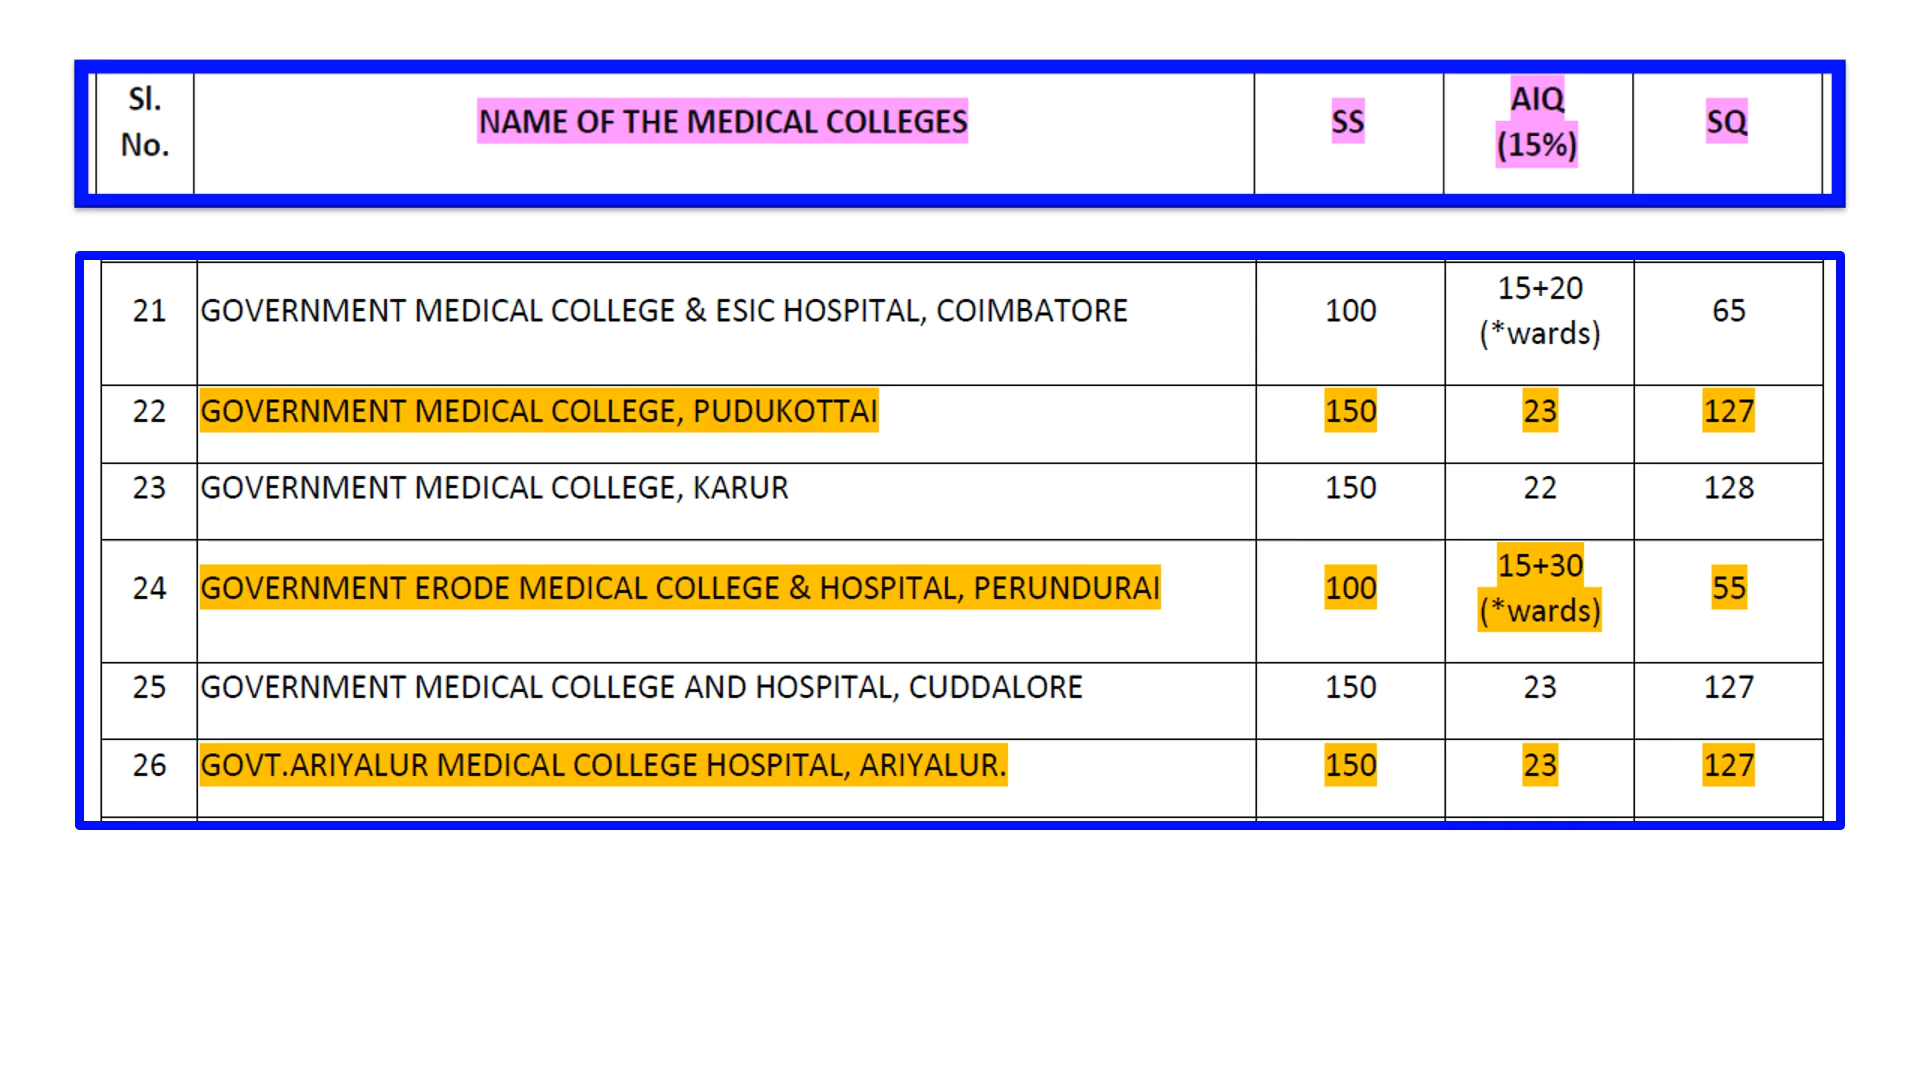 Sl. No. NAME OF THE MEDICAL COLLEGES SS AIQ (15%) SQ
21 GOVERNMENT MEDICAL COLLEGE & ESIC HOSPITAL, COIMBATORE 100 15+20 (*wards) 65
22 GOVERNMENT MEDICAL COLLEGE, PUDUKOTTAI 150 23 127
23 GOVERNMENT MEDICAL COLLEGE, KARUR 150 22 128
24 GOVERNMENT ERODE MEDICAL COLLEGE & HOSPITAL, PERUNDURAI 100 15+30 (*wards) 55
25 GOVERNMENT MEDICAL COLLEGE AND HOSPITAL, CUDDALORE 150 23 127
26 GOVT.ARIYALUR MEDICAL COLLEGE HOSPITAL, ARIYALUR. 150 23 127